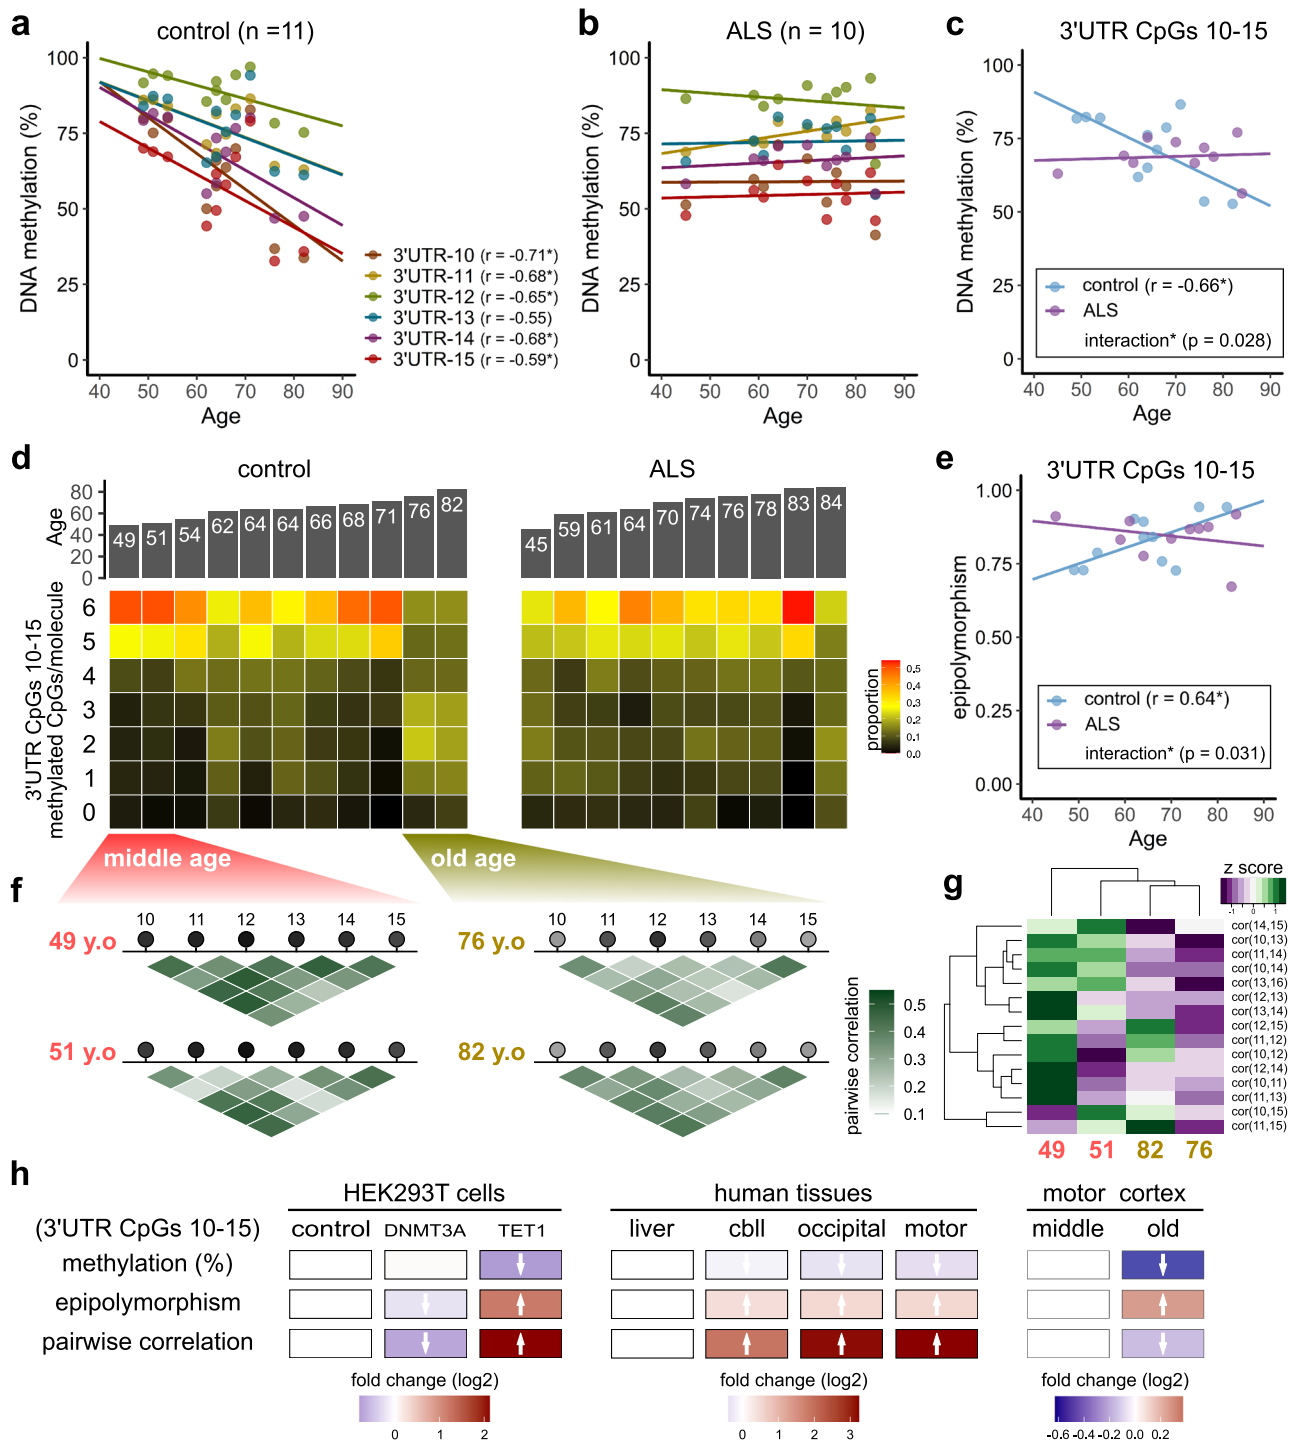 a
control (n =11)
DNA methylation (%)
100
75
50
25
0
40 50 60 70 80 90
Age
3'UTR-10 (r = -0.71*)
3'UTR-11 (r = -0.68*)
3'UTR-12 (r = -0.65*)
3'UTR-13 (r = -0.55)
3'UTR-14 (r = -0.68*)
3'UTR-15 (r = -0.59*)
b
ALS (n = 10)
DNA methylation (%)
100
75
50
25
0
40 50 60 70 80 90
Age
c
3'UTR CpGs 10-15
DNA methylation (%)
100
75
50
25
0
control (r = -0.66*)
ALS
interaction* (p = 0.028)
40 50 60 70 80 90
Age
d
control
ALS
Age
80
60
40
20
0
49 51 54 62 64 64 66 68 71 76 82
45 59 61 64 70 74 76 78 83 84
3'UTR CpGs 10-15
methylated CpGs/molecule
6
5
4
3
2
1
0
proportion
0.5
0.4
0.3
0.2
0.1
0.0
e
3'UTR CpGs 10-15
epipolymorphism
1.00
0.75
0.50
0.25
0.00
control (r = 0.64*)
ALS
interaction* (p = 0.031)
40 50 60 70 80 90
Age
middle age
old age
f
10 11 12 13 14 15
49 y.o
51 y.o
10 11 12 13 14 15
76 y.o
82 y.o
pairwise correlation
0.5
0.4
0.3
0.2
0.1
g
z score
-1 0 1
cor(14,15)
cor(10,13)
cor(11,14)
cor(10,14)
cor(13,16)
cor(12,13)
cor(13,14)
cor(12,15)
cor(11,12)
cor(10,12)
cor(12,14)
cor(10,11)
cor(11,13)
cor(10,15)
cor(11,15)
49 51 82 76
h
HEK293T cells
human tissues
motor cortex
(3'UTR CpGs 10-15)
control DNMT3A TET1
liver cbll occipital motor
middle old
methylation (%)
epipolymorphism
pairwise correlation
fold change (log2)
0 1 2
fold change (log2)
0 1 2 3
fold change (log2)
-0.6 -0.4 -0.2 0.0 0.2